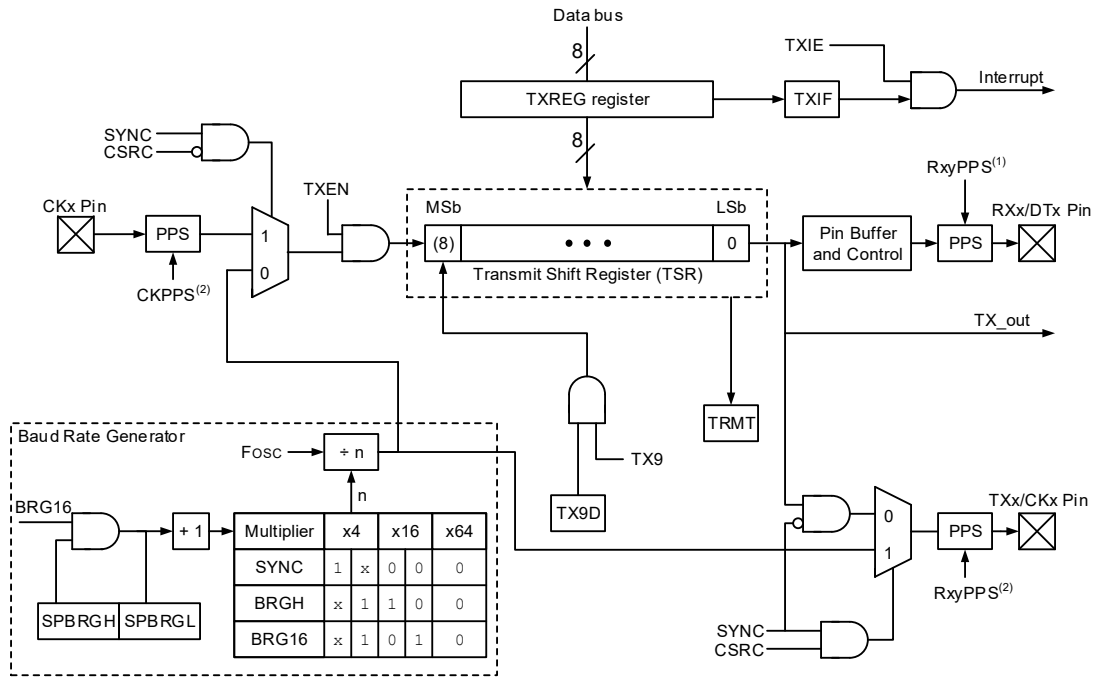 Data bus
8
TXIE
TXREG register
TXIF
Interrupt
8
SYNC
CSRC
RxyPPS(1)
TXEN
CKx Pin
MSb
LSb
RXx/DTx Pin
PPS
1
(8)
• • •
0
Pin Buffer
and Control
PPS
0
Transmit Shift Register (TSR)
CKPPS(2)
TX_out
TRMT
Baud Rate Generator
FOSC
÷ n
TX9
n
TX9D
BRG16
+ 1
Multiplier x4 x16 x64
SYNC 1 x 0 0 0
BRGH x 1 1 0 0
BRG16 x 1 0 1 0
SPBRGH SPBRGL
TXx/CKx Pin
0
PPS
1
RxyPPS(2)
SYNC
CSRC